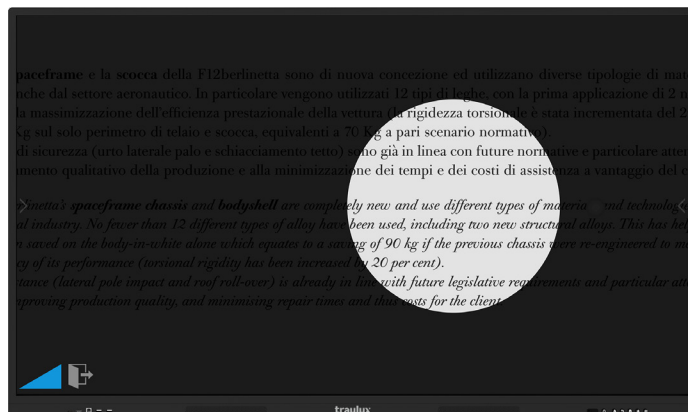 paceframe e la scocca della F12berlinetta sono di nuova concezione ed utilizzano diverse tipologie di mat
nche dal settore aeronautico. In particolare vengono utilizzati 12 tipi di leghe, con la prima applicazione di 2 n
la massimizzazione dell'efficienza prestazionale della vettura (la rigidezza torsionale è stata incrementata del 2
Kg sul solo perimetro di telaio e scocca, equivalenti a 70 Kg a pari scenario normativo).
di sicurezza (urto laterale palo e schiacciamento tetto) sono già in linea con future normative e particolare atten
amento qualitativo della produzione e alla minimizzazione dei tempi e dei costi di assistenza a vantaggio del c
rlinetta's spaceframe chassis and bodyshell are completely new and use different types of materia and technologie
al industry. No fewer than 12 different types of alloy have been used, including two new structural alloys. This has help
n saved on the body-in-white alone which equates to a saving of 90 kg if the previous chassis were re-engineered to me
cy of its performance (torsional rigidity has been increased by 20 per cent).
tance (lateral pole impact and roof roll-over) is already in line with future legislative requirements and particular atte
mproving production quality, and minimising repair times and thus costs for the client.
traulux